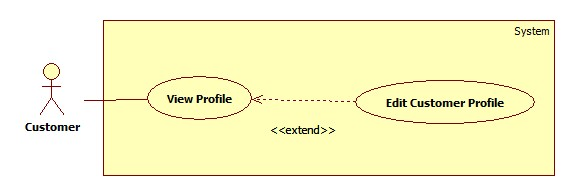 System
View Profile
Edit Customer Profile
Customer
<<extend>>